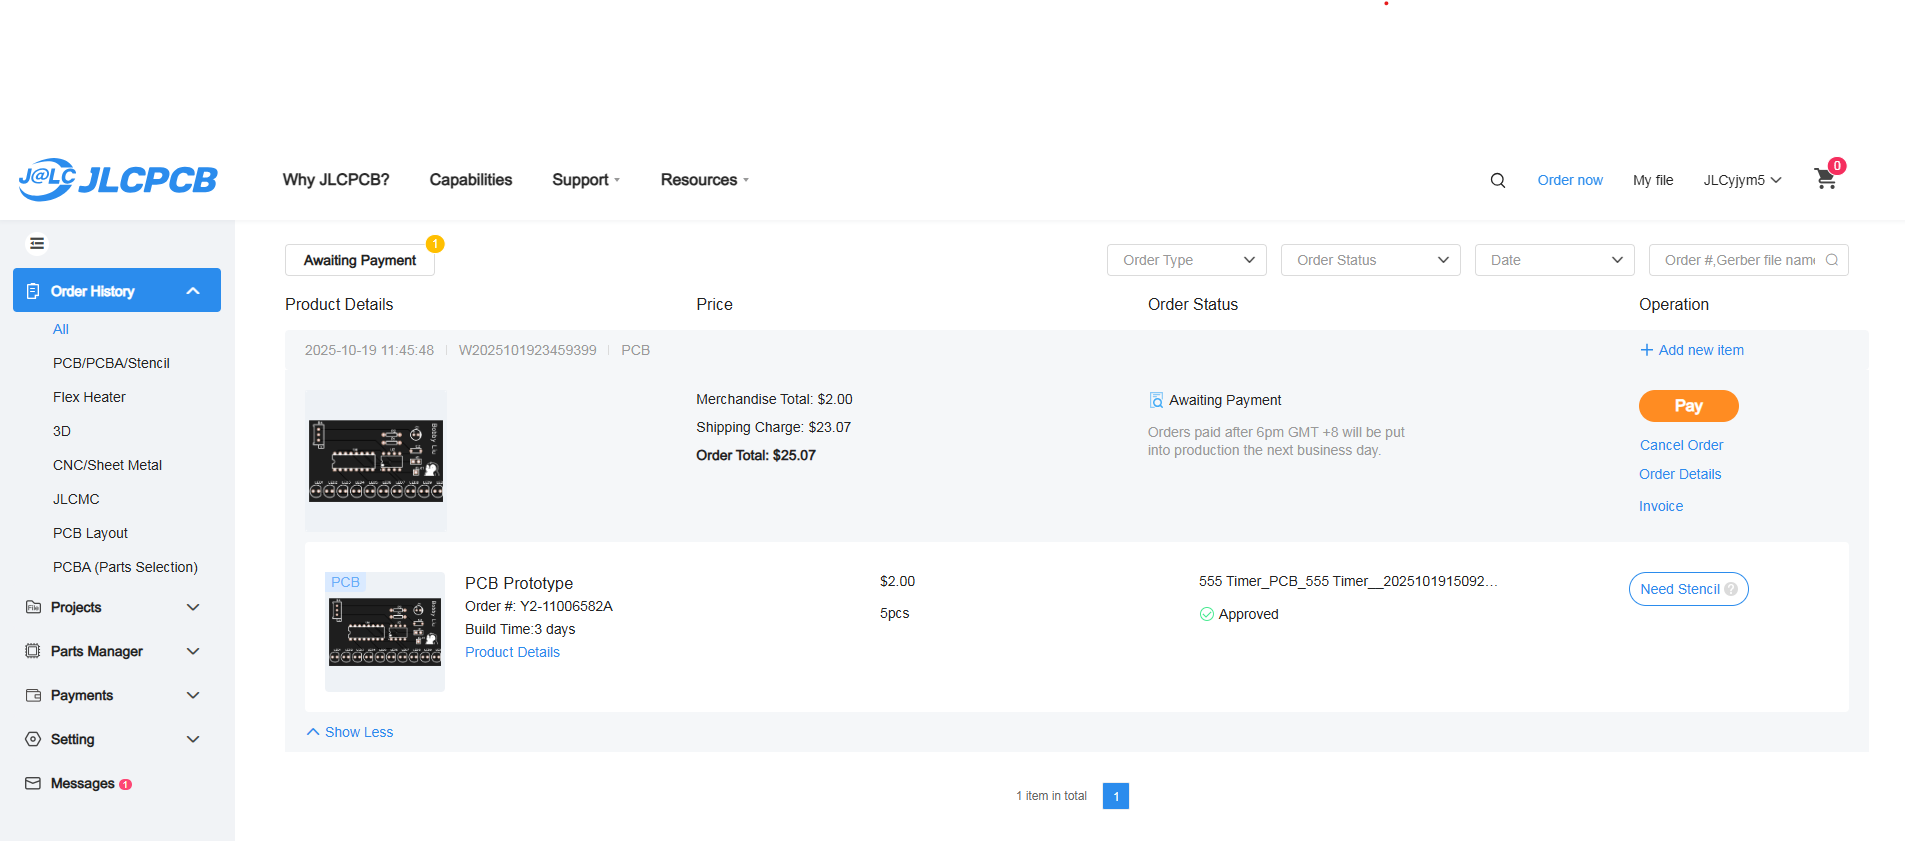 J@LC JLCPCB
Why JLCPCB?
Capabilities
Support
Resources
Order now
My file
JLCyjym5
0
Order History
All
PCB/PCBA/Stencil
Flex Heater
3D
CNC/Sheet Metal
JLCMC
PCB Layout
PCBA (Parts Selection)
File
Projects
Parts Manager
Payments
Setting
Messages 1
Awaiting Payment
1
Order Type
Order Status
Date
Order #,Gerber file name
Product Details
Price
Order Status
Operation
2025-10-19 11:45:48
W2025101923459399
PCB
Add new item
Bobby Liu
Merchandise Total: $2.00
Shipping Charge: $23.07
Order Total: $25.07
Awaiting Payment
Orders paid after 6pm GMT +8 will be put
into production the next business day.
Pay
Cancel Order
Order Details
Invoice
PCB
Bobby Liu
PCB Prototype
Order #: Y2-11006582A
Build Time:3 days
Product Details
$2.00
5pcs
555 Timer_PCB_555 Timer__2025101915092...
Approved
Need Stencil ?
Show Less
1 item in total
1